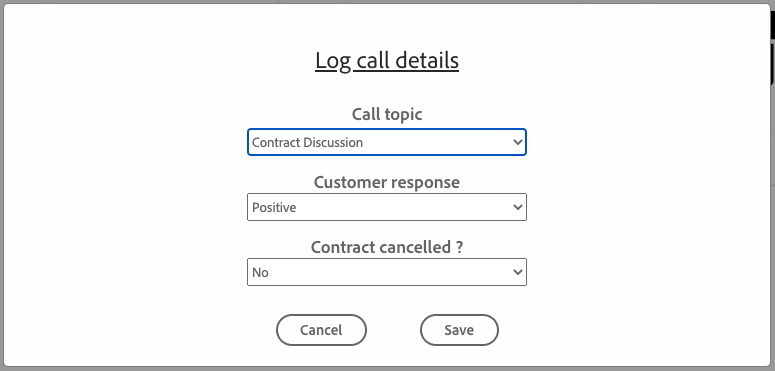 Log call details
Call topic
Contract Discussion
Customer response
Positive
Contract cancelled ?
No
Cancel Save